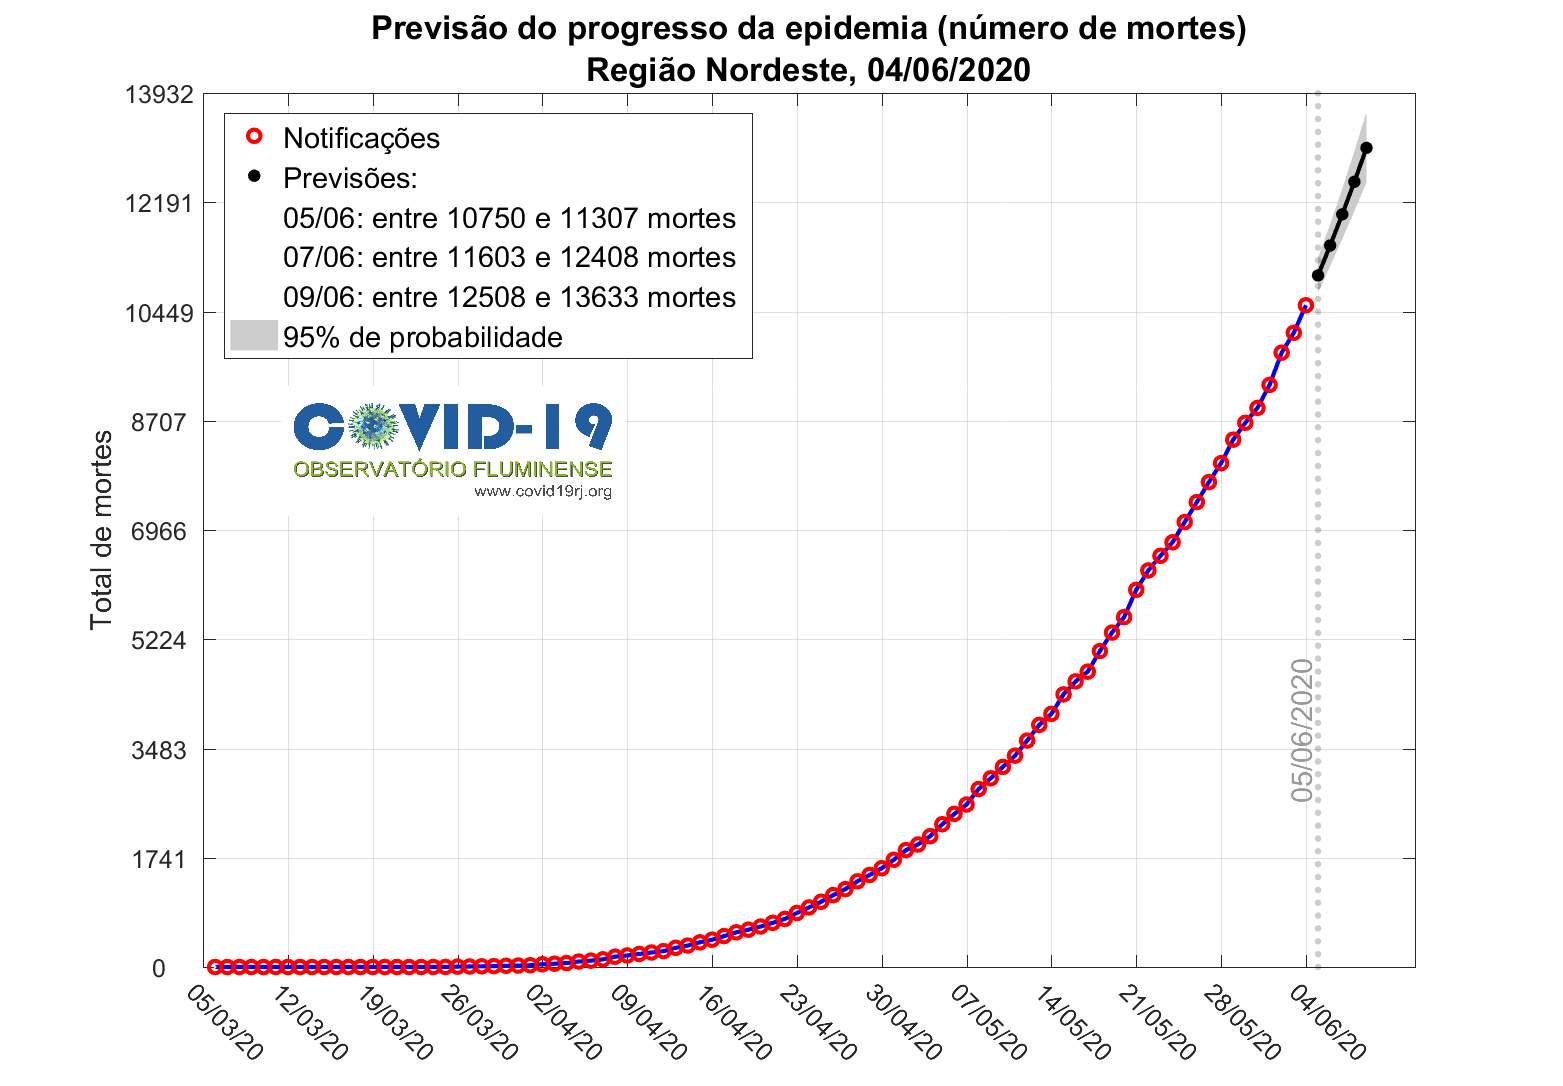 Previsão do progresso da epidemia (número de mortes)
Região Nordeste, 04/06/2020
13932
12191
10449
8707
6966
5224
3483
1741
0
Total de mortes
Notificações
Previsões:
05/06: entre 10750 e 11307 mortes
07/06: entre 11603 e 12408 mortes
09/06: entre 12508 e 13633 mortes
95% de probabilidade
COVID-19
OBSERVATÓRIO FLUMINENSE
www.covid19rj.org
05/06/2020
05/03/20
12/03/20
19/03/20
26/03/20
02/04/20
09/04/20
16/04/20
23/04/20
30/04/20
07/05/20
14/05/20
21/05/20
28/05/20
04/06/20